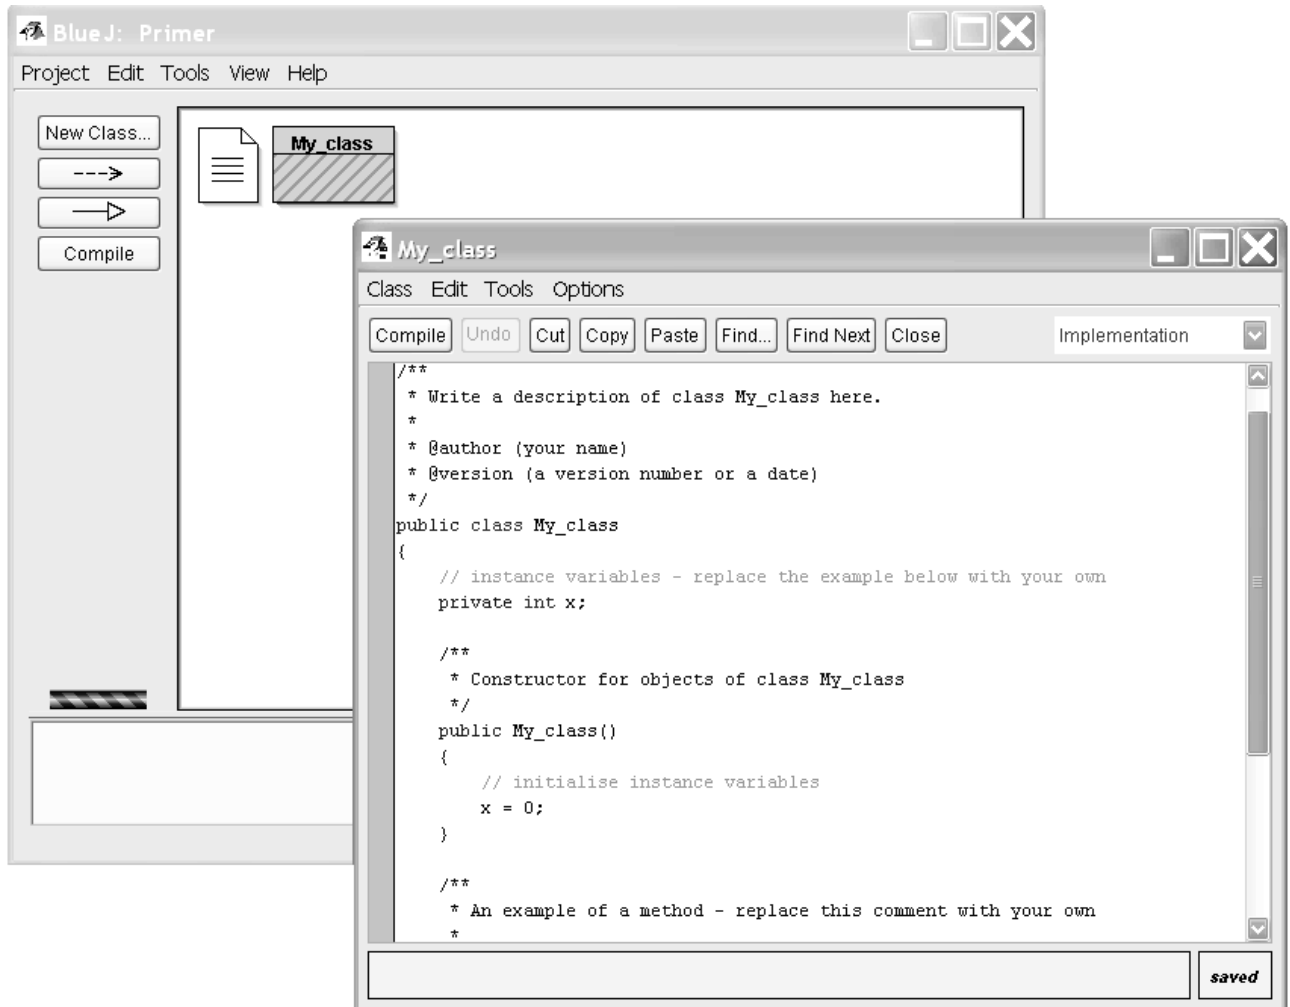 BlueJ: Primer
Project Edit Tools View Help
New Class...
My_class
Compile
My_class
Class Edit Tools Options
Compile Undo Cut Copy Paste Find... Find Next Close Implementation
/**
 * Write a description of class My_class here.
 *
 * @author (your name)
 * @version (a version number or a date)
 */
public class My_class
{
    // instance variables - replace the example below with your own
    private int x;

    /**
     * Constructor for objects of class My_class
     */
    public My_class()
    {
        // initialise instance variables
        x = 0;
    }

    /**
     * An example of a method - replace this comment with your own
     *
saved